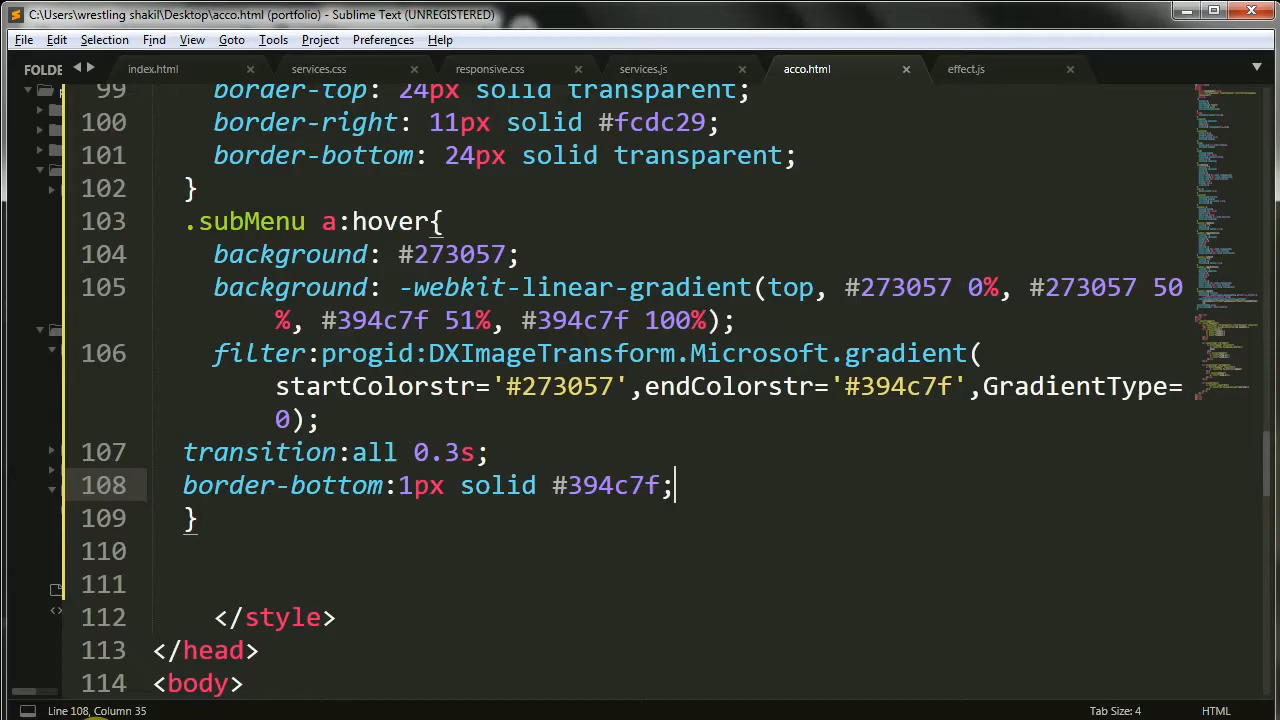 C:\Users\wrestling shakil\Desktop\acco.html (portfolio) - Sublime Text (UNREGISTERED)
File Edit Selection Find View Goto Tools Project Preferences Help
FOLDE
index.html services.css responsive.css services.js acco.html effect.js
99 border-top: 24px solid transparent;
100 border-right: 11px solid #fcdc29;
101 border-bottom: 24px solid transparent;
102 }
103 .subMenu a:hover{
104 background: #273057;
105 background: -webkit-linear-gradient(top, #273057 0%, #273057 50
%, #394c7f 51%, #394c7f 100%);
106 filter:progid:DXImageTransform.Microsoft.gradient(
startColorstr='#273057',endColorstr='#394c7f',GradientType=
0);
107 transition:all 0.3s;
108 border-bottom:1px solid #394c7f;
109 }
110
111
112 </style>
113 </head>
114 <body>
Line 108, Column 35 Tab Size: 4 HTML